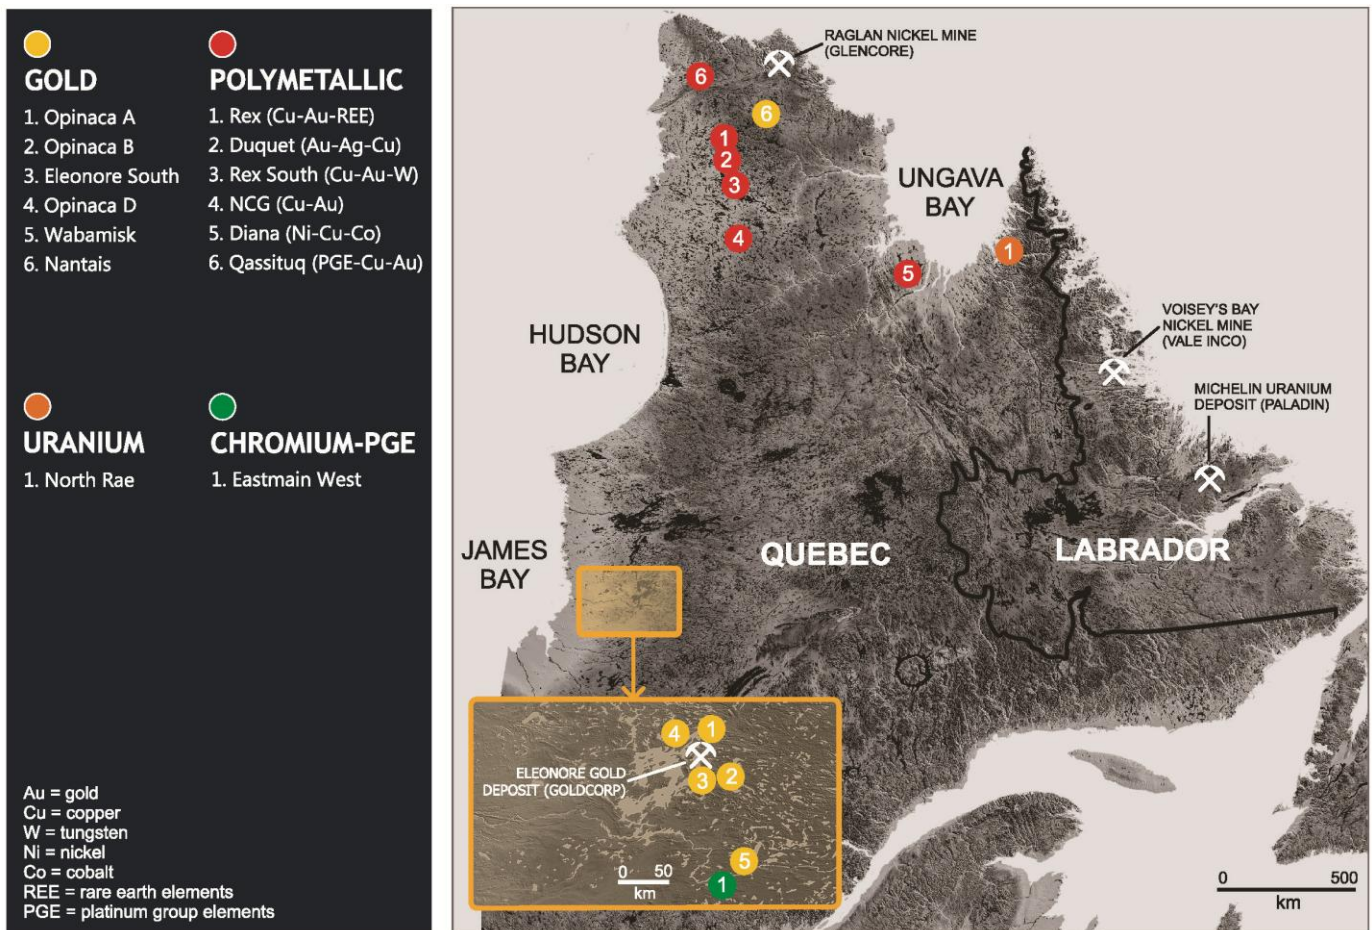 GOLD
1. Opinaca A
2. Opinaca B
3. Eleonore South
4. Opinaca D
5. Wabamisk
6. Nantais
POLYMETALLIC
1. Rex (Cu-Au-REE)
2. Duquet (Au-Ag-Cu)
3. Rex South (Cu-Au-W)
4. NCG (Cu-Au)
5. Diana (Ni-Cu-Co)
6. Qassituq (PGE-Cu-Au)
URANIUM
1. North Rae
CHROMIUM-PGE
1. Eastmain West
Au = gold
Cu = copper
W = tungsten
Ni = nickel
Co = cobalt
REE = rare earth elements
PGE = platinum group elements
RAGLAN NICKEL MINE
(GLENCORE)
6
6
1
2
3
4
UNGAVA
BAY
5
1
HUDSON
BAY
VOISEY'S BAY
NICKEL MINE
(VALE INCO)
MICHELIN URANIUM
DEPOSIT (PALADIN)
JAMES
BAY
QUEBEC
LABRADOR
4
1
ELEONORE GOLD
DEPOSIT (GOLDCORP)
3
2
5
1
0 50
km
0 500
km